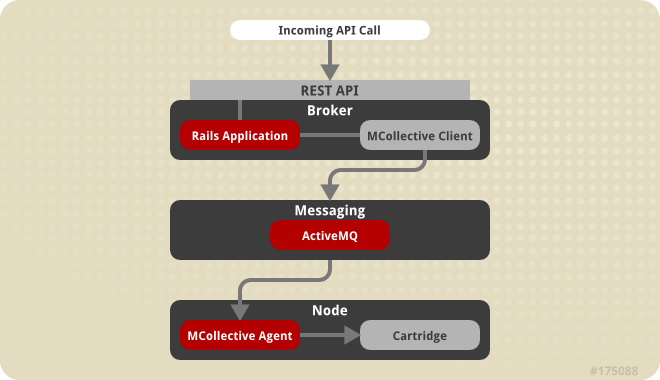 Incoming API Call
REST API
Broker
Rails Application
MCollective Client
Messaging
ActiveMQ
Node
MCollective Agent
Cartridge
#175088